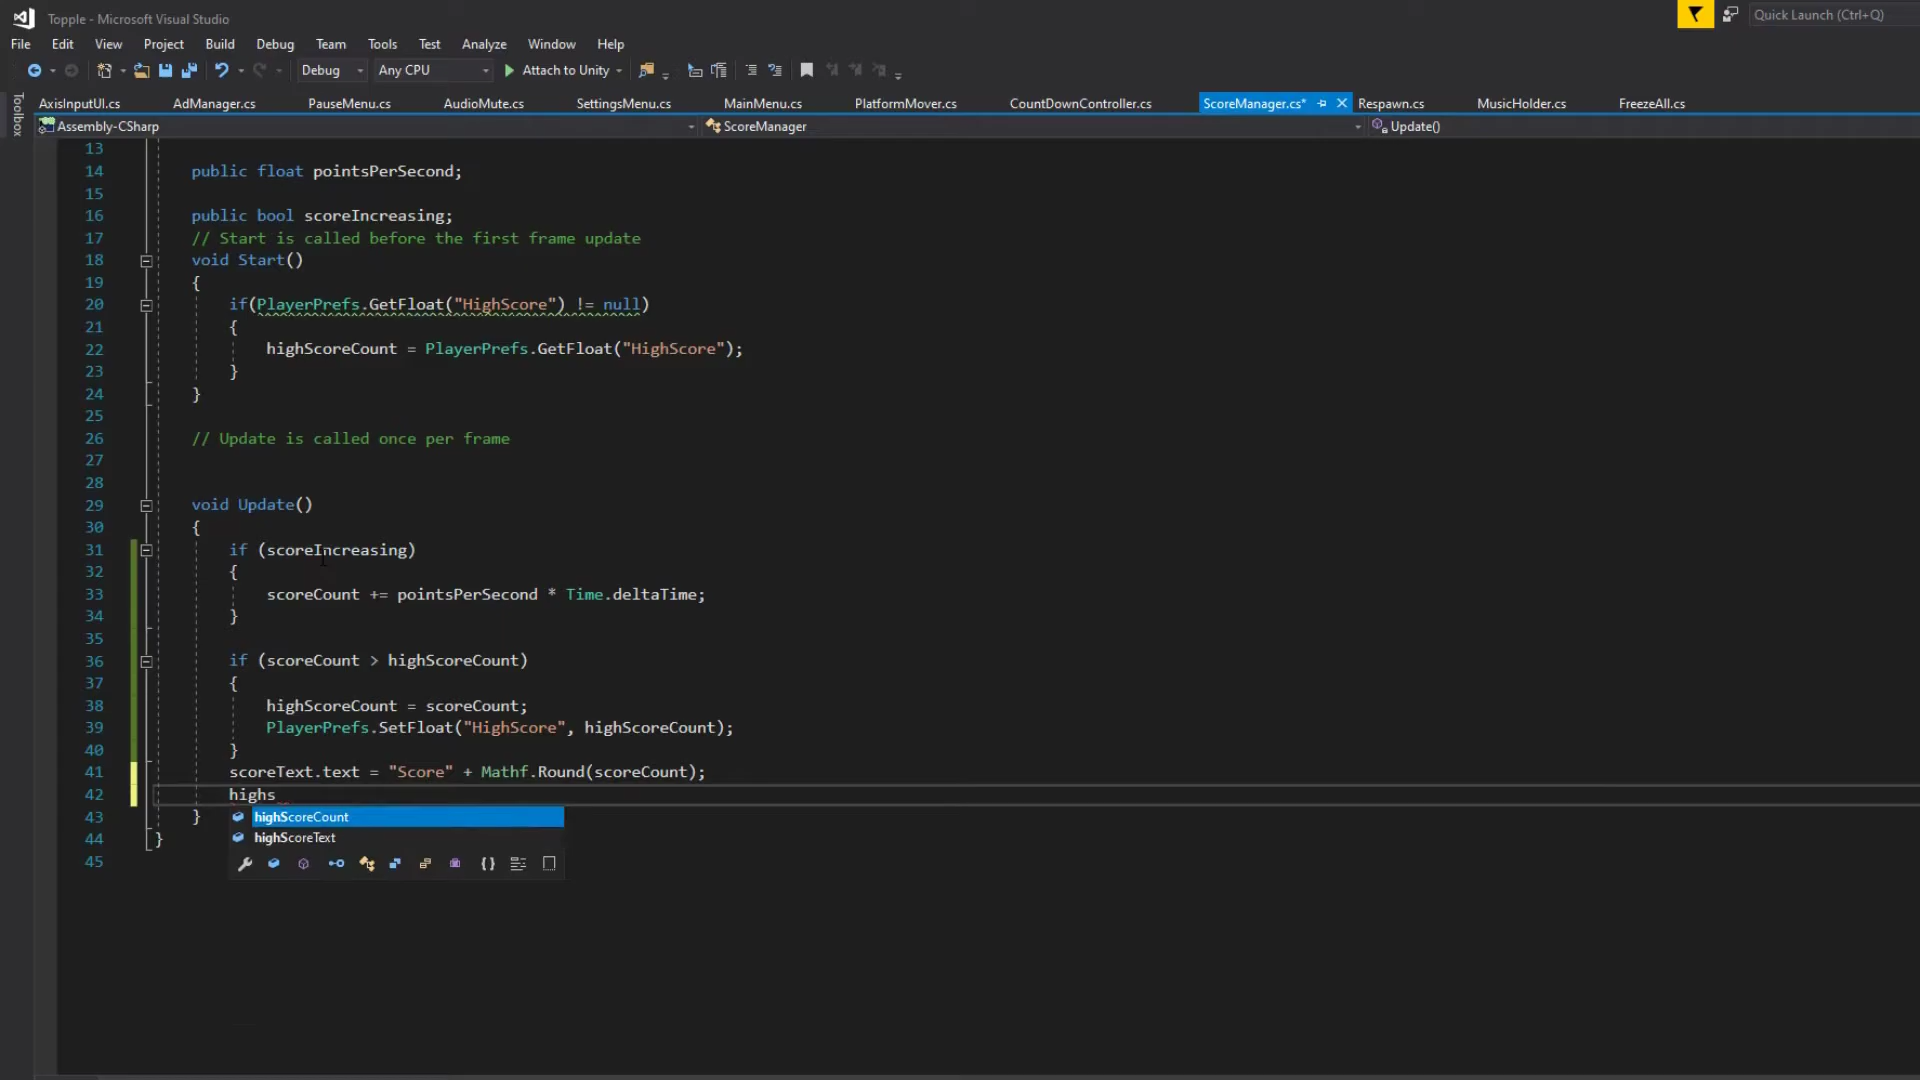 Topple - Microsoft Visual Studio
Quick Launch (Ctrl+Q)
File Edit View Project Build Debug Team Tools Test Analyze Window Help
Debug Any CPU Attach to Unity
Toolbox
AxisInputUI.cs AdManager.cs PauseMenu.cs AudioMute.cs SettingsMenu.cs MainMenu.cs PlatformMover.cs CountDownController.cs ScoreManager.cs* Respawn.cs MusicHolder.cs FreezeAll.cs
Assembly-CSharp ScoreManager Update()
13
14 public float pointsPerSecond;
15
16 public bool scoreIncreasing;
17 // Start is called before the first frame update
18 void Start()
19 {
20 if(PlayerPrefs.GetFloat("HighScore") != null)
21 {
22 highScoreCount = PlayerPrefs.GetFloat("HighScore");
23 }
24 }
25
26 // Update is called once per frame
27
28
29 void Update()
30 {
31 if (scoreIncreasing)
32 {
33 scoreCount += pointsPerSecond * Time.deltaTime;
34 }
35
36 if (scoreCount > highScoreCount)
37 {
38 highScoreCount = scoreCount;
39 PlayerPrefs.SetFloat("HighScore", highScoreCount);
40 }
41 scoreText.text = "Score" + Mathf.Round(scoreCount);
42 highs
43 }
highScoreCount
44 }
highScoreText
45